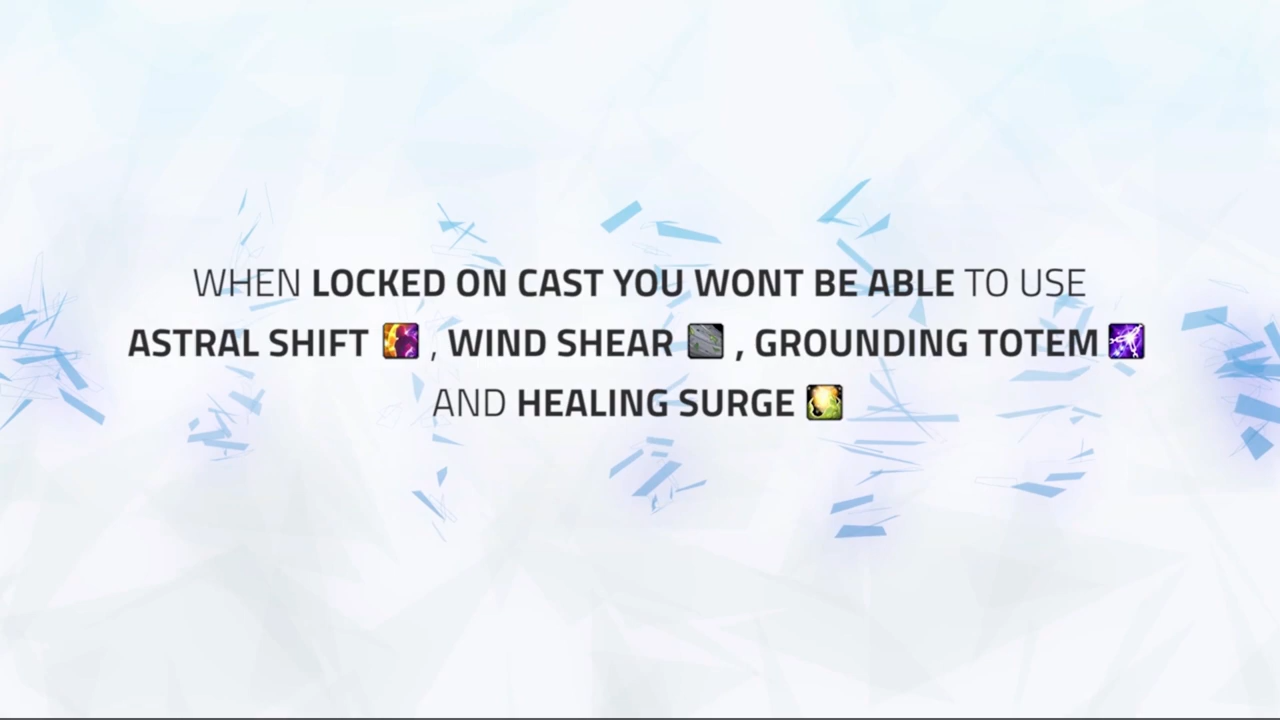 WHEN LOCKED ON CAST YOU WONT BE ABLE TO USE
ASTRAL SHIFT , WIND SHEAR , GROUNDING TOTEM
AND HEALING SURGE